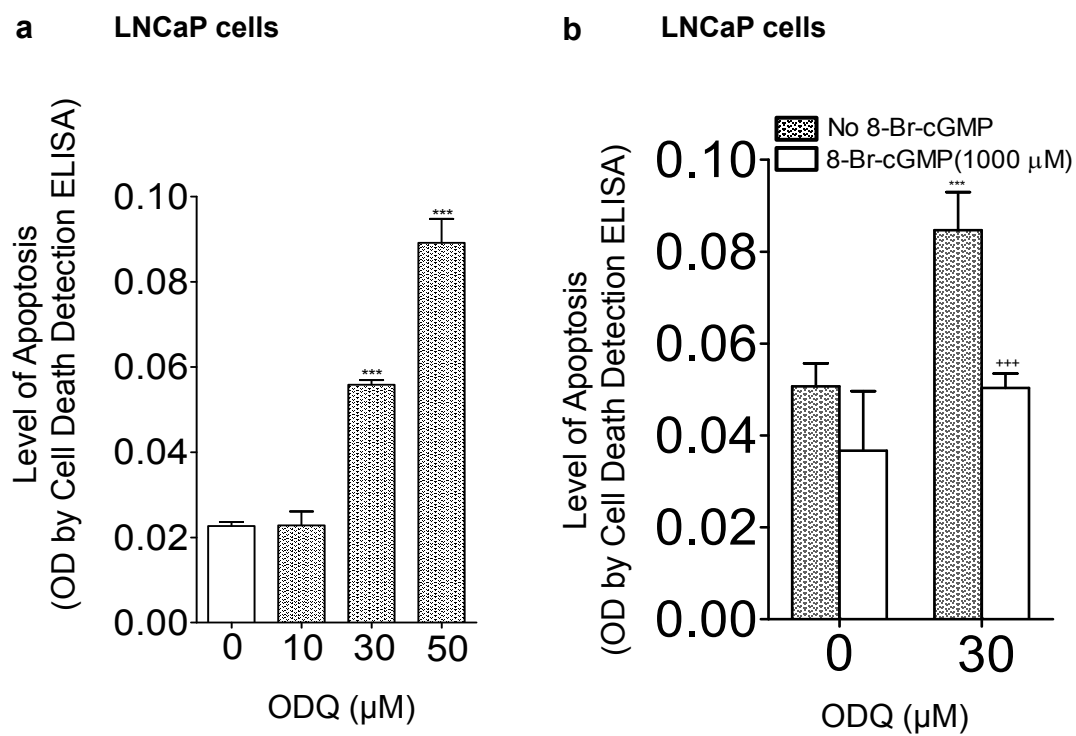 a LNCaP cells
Level of Apoptosis
(OD by Cell Death Detection ELISA)
0.10
0.08
0.06
0.04
0.02
0.00
***
***
0 10 30 50
ODQ (µM)
b LNCaP cells
No 8-Br-cGMP
8-Br-cGMP(1000 µM)
Level of Apoptosis
(OD by Cell Death Detection ELISA)
0.10
0.08
0.06
0.04
0.02
0.00
***
+++
0 30
ODQ (µM)